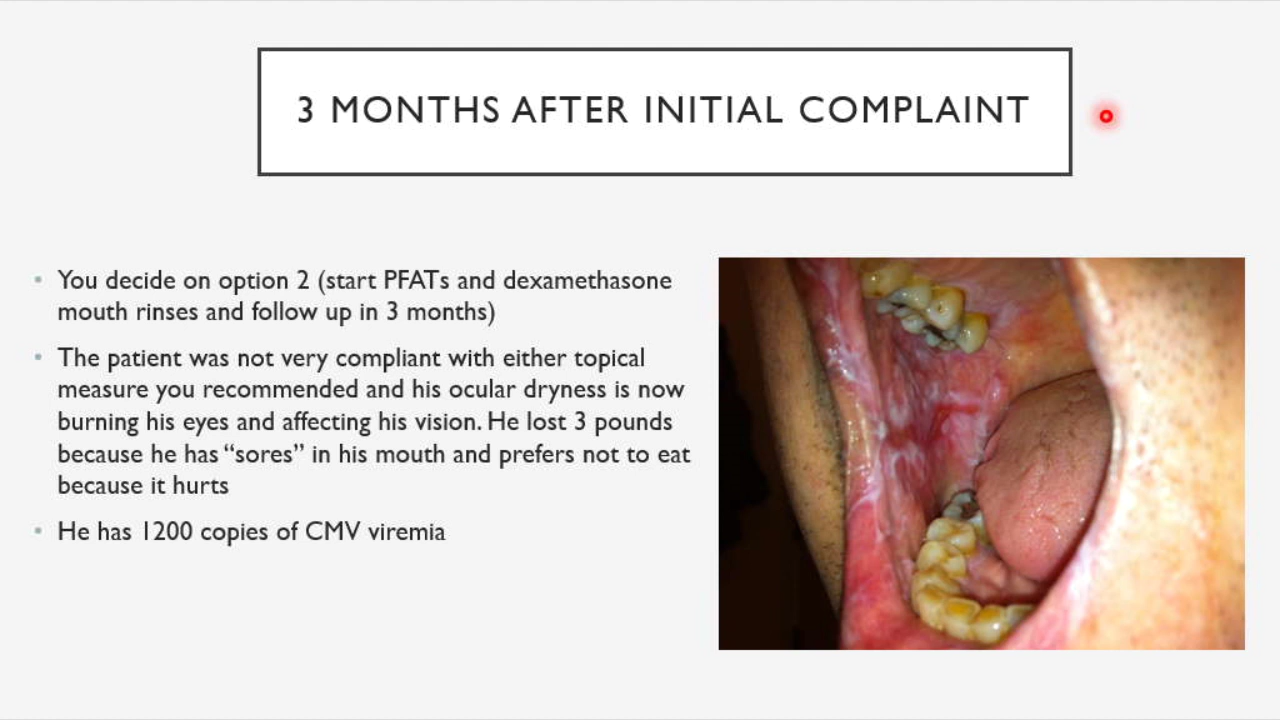 3 MONTHS AFTER INITIAL COMPLAINT
• You decide on option 2 (start PFATs and dexamethasone
mouth rinses and follow up in 3 months)
• The patient was not very compliant with either topical
measure you recommended and his ocular dryness is now
burning his eyes and affecting his vision. He lost 3 pounds
because he has “sores” in his mouth and prefers not to eat
because it hurts
• He has 1200 copies of CMV viremia